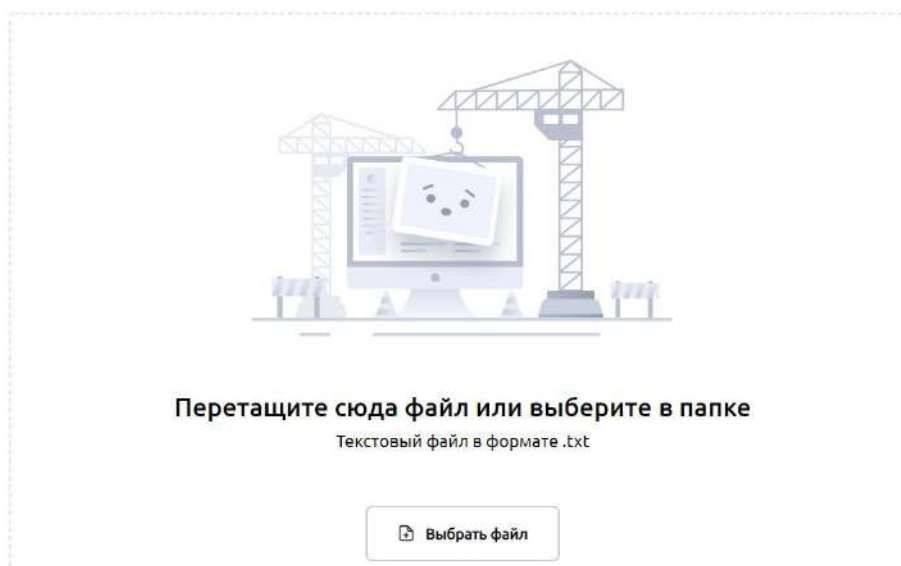 Перетащите сюда файл или выберите в папке
Текстовый файл в формате .txt
Выбрать файл